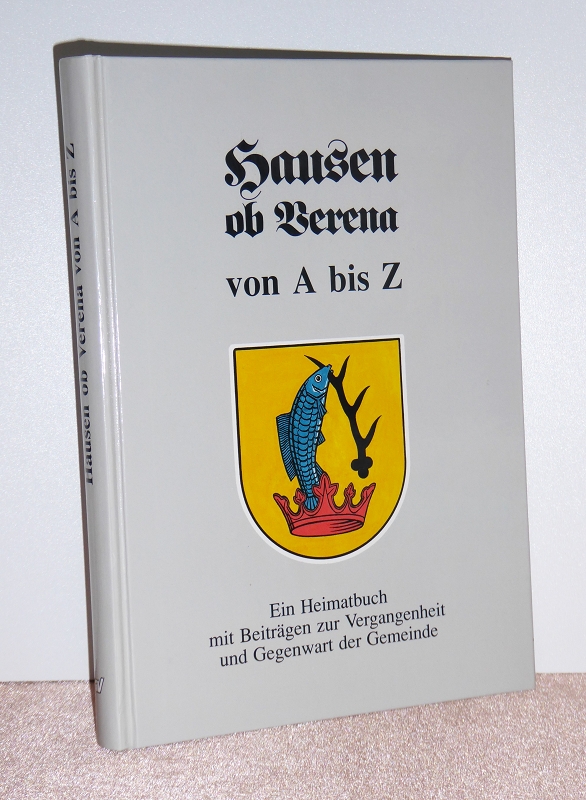 Hausen
ob Verena
von A bis Z
Ein Heimatbuch
mit Beiträgen zur Vergangenheit
und Gegenwart der Gemeinde
Hausen ob verena von A bis Z